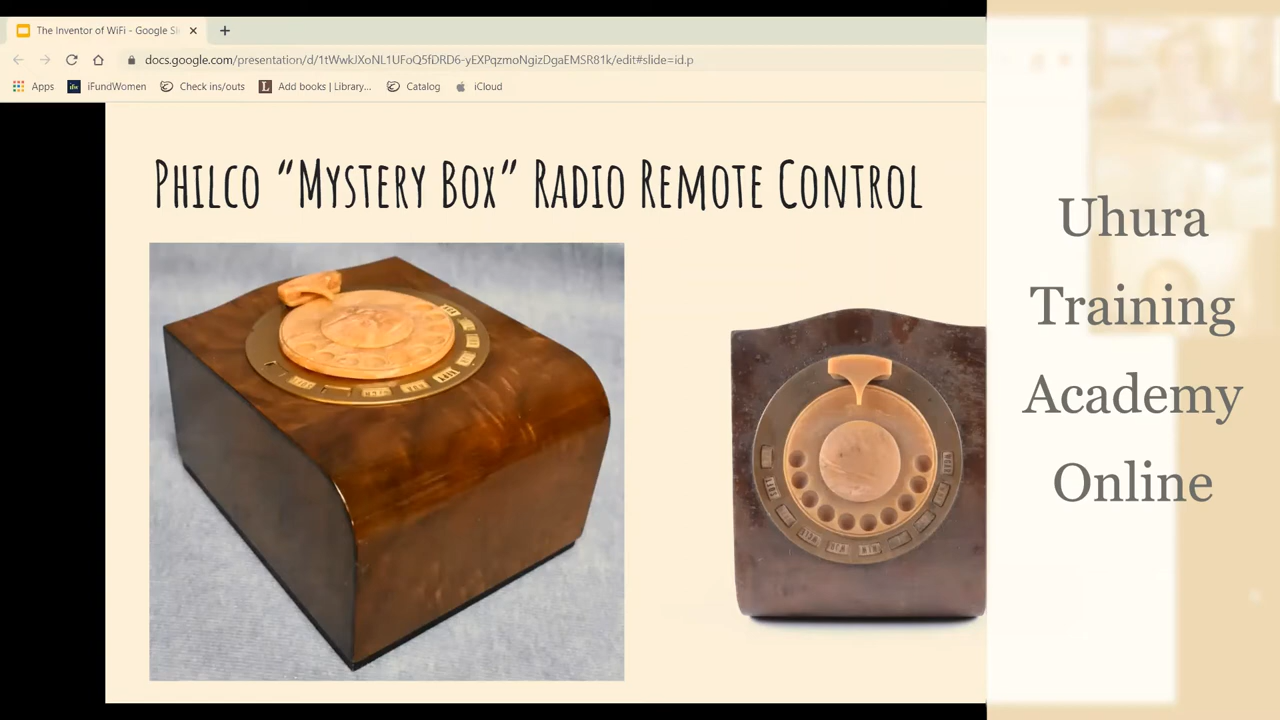 The Inventor of WiFi - Google Sl
docs.google.com/presentation/d/1tWwkJXoNL1UFoQ5fDRD6-yEXPqzmoNgizDgaEMSR81k/edit#slide=id.p
Apps
iFundWomen
Check ins/outs
Add books | Library...
Catalog
iCloud
Philco “Mystery Box” Radio Remote Control
Uhura
Training
Academy
Online